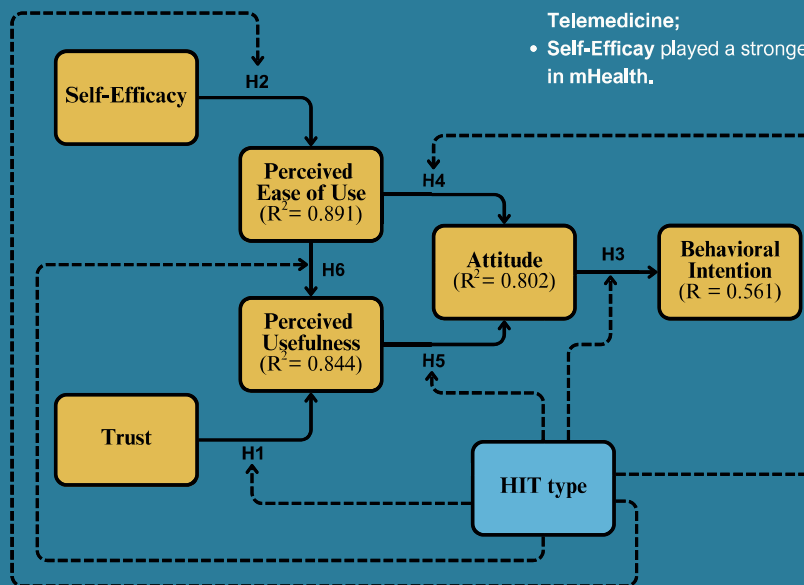 Telemedicine;
• Self-Efficay played a stronge
in mHealth.
H2
Self-Efficacy
Perceived
Ease of Use
(R²= 0.891)
H4
H6
Attitude
(R²= 0.802)
H3
Behavioral
Intention
(R = 0.561)
Perceived
Usefulness
(R²= 0.844)
H5
Trust
H1
HIT type